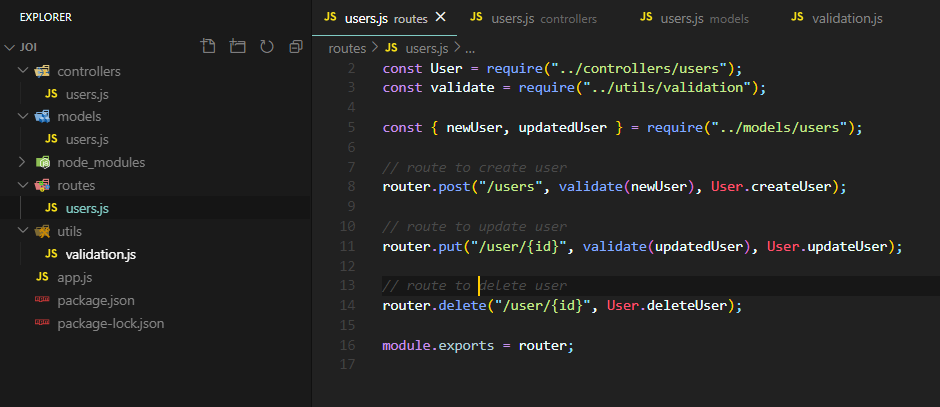 EXPLORER
JOI
controllers
JS users.js
models
JS users.js
node_modules
routes
JS users.js
utils
JS validation.js
JS app.js
package.json
package-lock.json
JS users.js routes
JS users.js controllers
JS users.js models
JS validation.js
routes > JS users.js > ...
2 const User = require("../controllers/users");
3 const validate = require("../utils/validation");
4
5 const { newUser, updatedUser } = require("../models/users");
6
7 // route to create user
8 router.post("/users", validate(newUser), User.createUser);
9
10 // route to update user
11 router.put("/user/{id}", validate(updatedUser), User.updateUser);
12
13 // route to delete user
14 router.delete("/user/{id}", User.deleteUser);
15
16 module.exports = router;
17